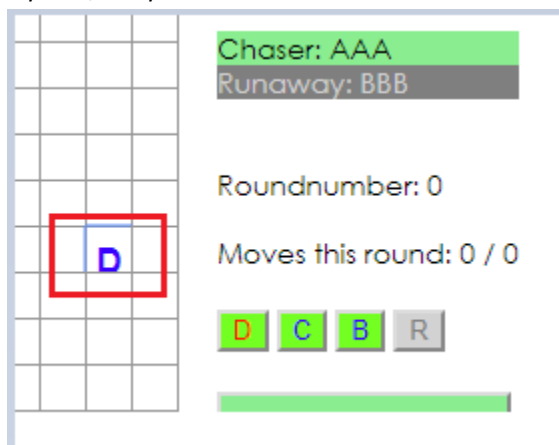 Chaser: AAA
Runaway: BBB
Roundnumber: 0
D
Moves this round: 0 / 0
D C B R